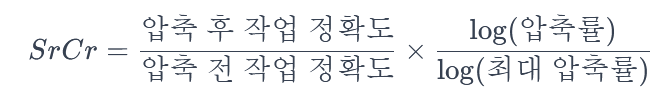 SrCr = 압축 후 작업 정확도 / 압축 전 작업 정확도 × log(압축률) / log(최대 압축률)